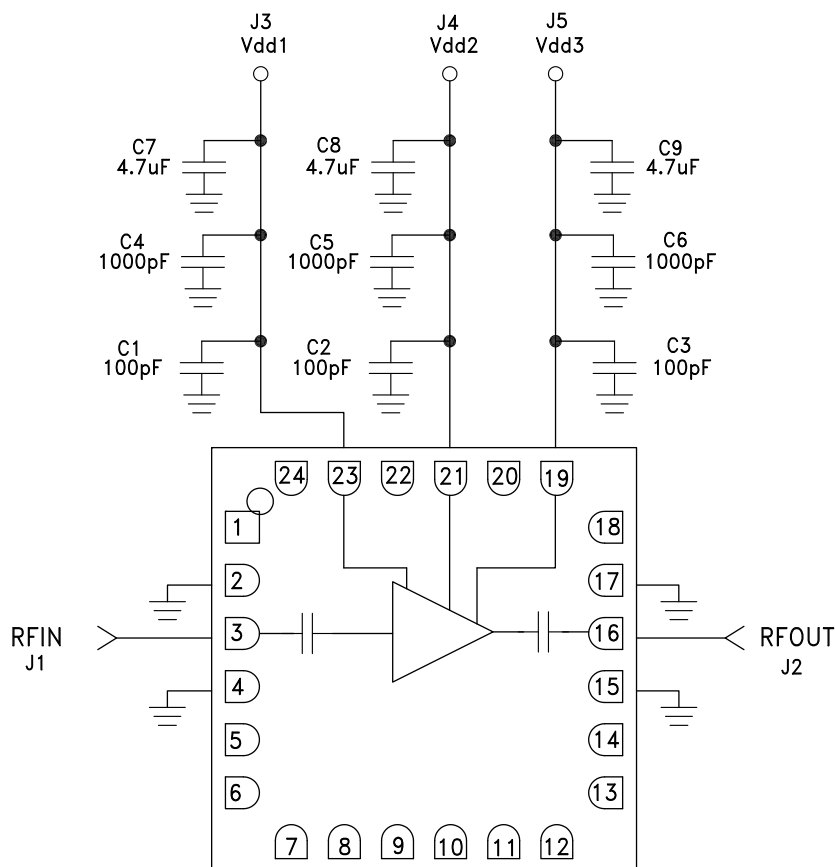 J3
Vdd1
J4
Vdd2
J5
Vdd3
C7
4.7uF
C8
4.7uF
C9
4.7uF
C4
1000pF
C5
1000pF
C6
1000pF
C1
100pF
C2
100pF
C3
100pF
24
23
22
21
20
19
1
18
2
17
RFIN
J1
3
16
RFOUT
J2
4
15
5
14
6
13
7
8
9
10
11
12